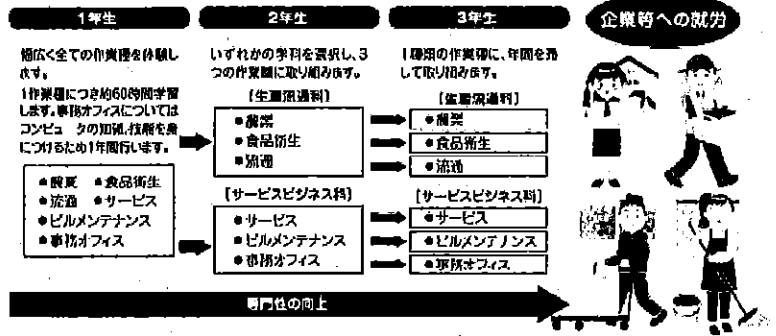 1年生
幅広く全ての作業種を体験し
ます。
1作業種につき約60時間学習
します。事務オフィスについては
コンピュータの知識、技能を身
につけるため1年間行います。
●農業 ●食品衛生
●流通 ●サービス
●ビルメンテナンス
●事務オフィス
2年生
いずれかの学科を選択し、3
つの作業種に取り組みます。
[生産流通科]
●農業
●食品衛生
●流通
[サービスビジネス科]
●サービス
●ビルメンテナンス
●事務オフィス
3年生
1種類の作業種に、年間を通
して取り組みます。
[生産流通科]
●農業
●食品衛生
●流通
[サービスビジネス科]
●サービス
●ビルメンテナンス
●事務オフィス
企業等への就労
専門性の向上